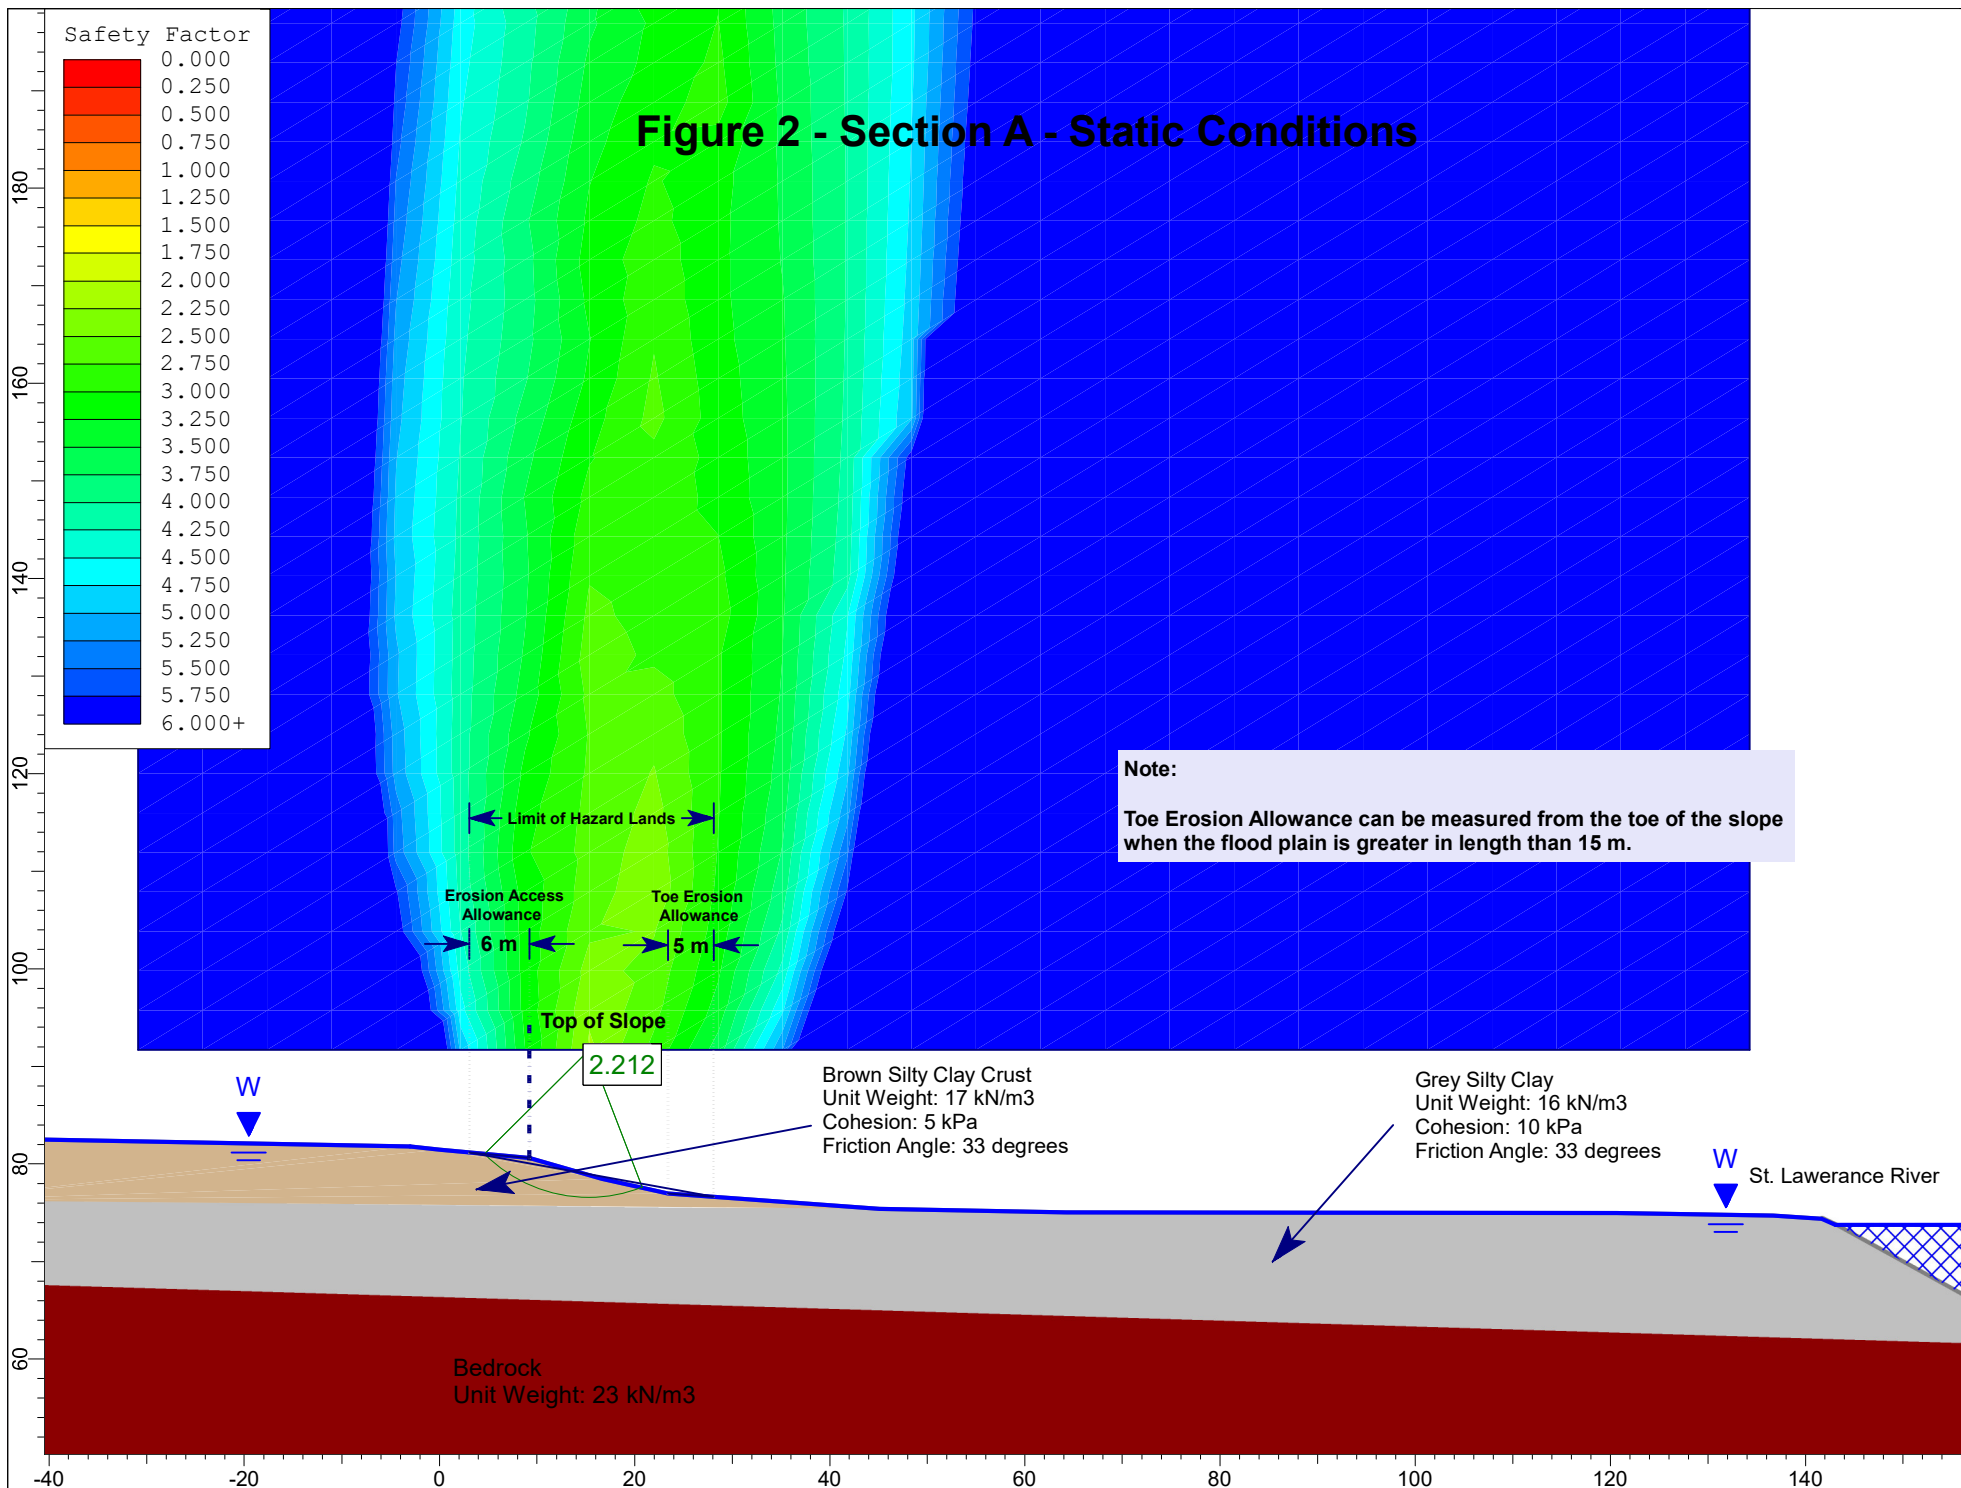 Safety Factor
0.000
0.250
0.500
0.750
1.000
1.250
1.500
1.750
2.000
2.250
2.500
2.750
3.000
3.250
3.500
3.750
4.000
4.250
4.500
4.750
5.000
5.250
5.500
5.750
6.000+
Figure 2 - Section A - Static Conditions
Note:
Toe Erosion Allowance can be measured from the toe of the slope
when the flood plain is greater in length than 15 m.
Limit of Hazard Lands
Erosion Access
Allowance
6 m
Toe Erosion
Allowance
5 m
Top of Slope
2.212
W
Brown Silty Clay Crust
Unit Weight: 17 kN/m3
Cohesion: 5 kPa
Friction Angle: 33 degrees
Grey Silty Clay
Unit Weight: 16 kN/m3
Cohesion: 10 kPa
Friction Angle: 33 degrees
W
St. Lawerance River
Bedrock
Unit Weight: 23 kN/m3
180
160
140
120
100
80
60
-40
-20
0
20
40
60
80
100
120
140